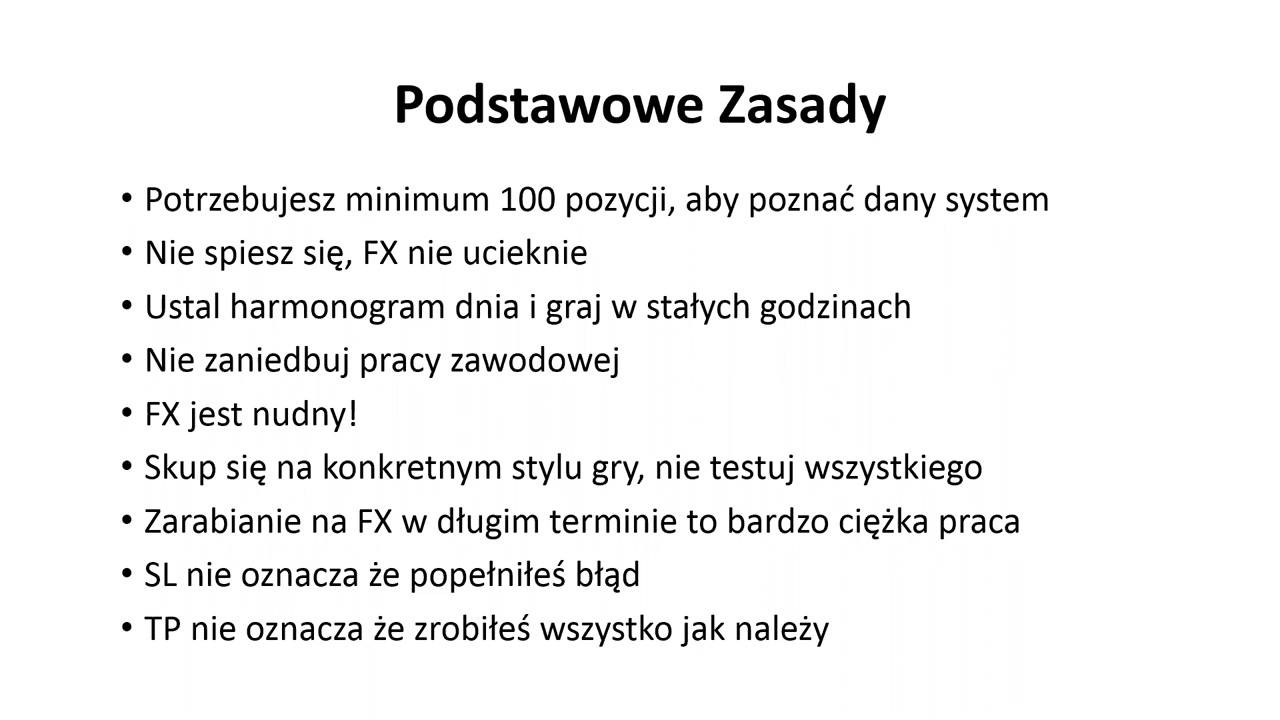 Podstawowe Zasady
• Potrzebujesz minimum 100 pozycji, aby poznać dany system
• Nie spiesz się, FX nie ucieknie
• Ustal harmonogram dnia i graj w stałych godzinach
• Nie zaniedbuj pracy zawodowej
• FX jest nudny!
• Skup się na konkretnym stylu gry, nie testuj wszystkiego
• Zarabianie na FX w długim terminie to bardzo ciężka praca
• SL nie oznacza że popełniłeś błąd
• TP nie oznacza że zrobiłeś wszystko jak należy